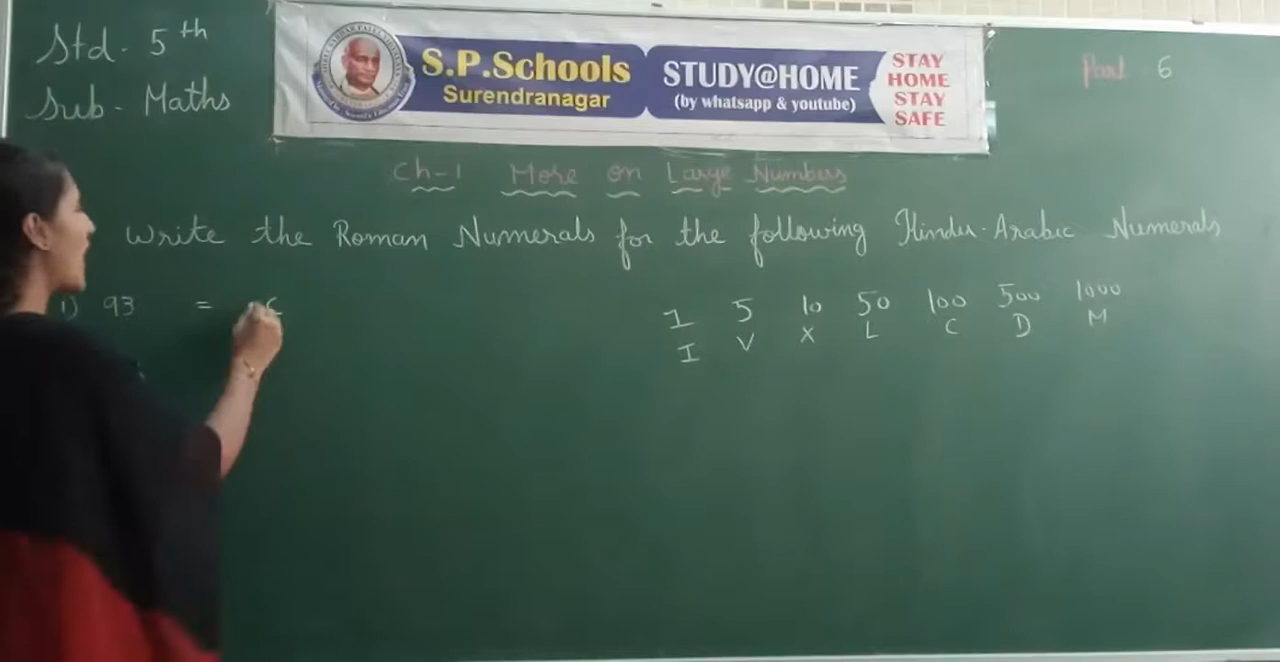 Std - 5th
Sub - Maths
S.P.Schools
Surendranagar
STUDY@HOME
(by whatsapp & youtube)
STAY
HOME
STAY
SAFE
Part 6
Ch-1 More on Large Numbers
Write the Roman Numerals for the following Hindu-Arabic Numerals
1) 93 =
1 5 10 50 100 500 1000
I V X L C D M